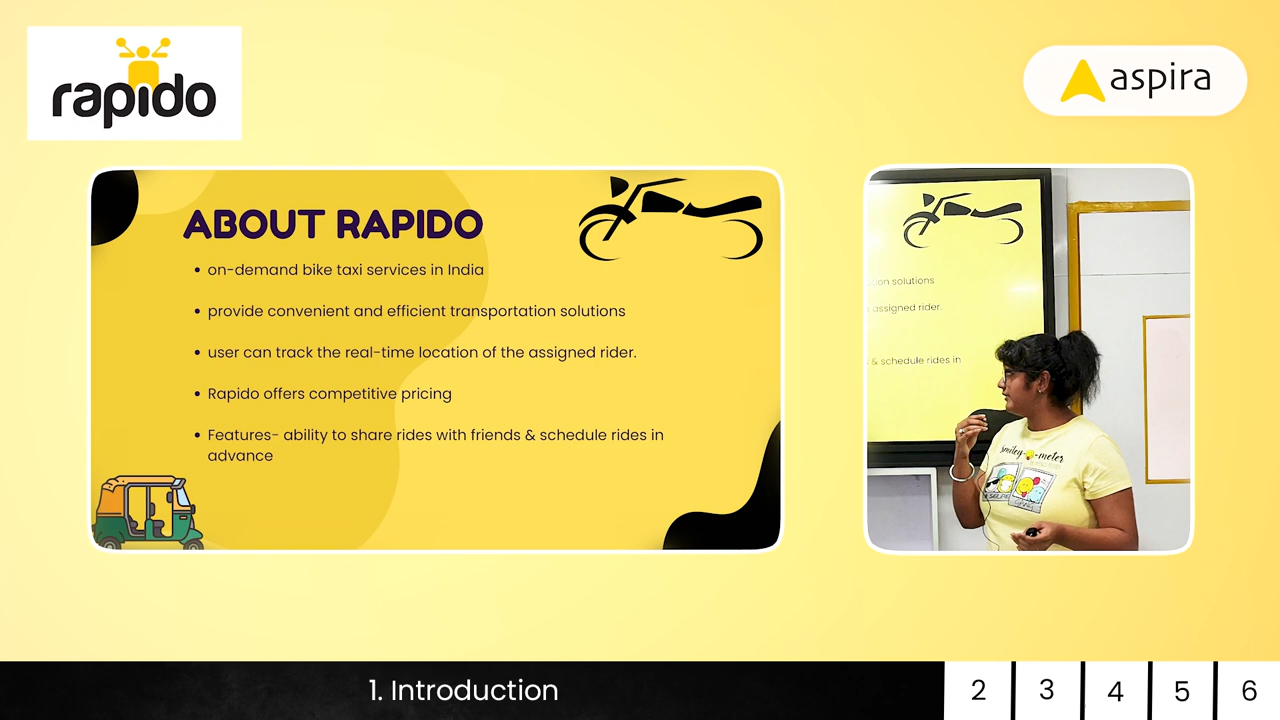 rapido
aspira
ABOUT RAPIDO
• on-demand bike taxi services in India
• provide convenient and efficient transportation solutions
• user can track the real-time location of the assigned rider.
• Rapido offers competitive pricing
• Features- ability to share rides with friends & schedule rides in
advance
solutions
assigned rider.
& schedule rides in
smiley-o-meter
1. Introduction
2
3
4
5
6